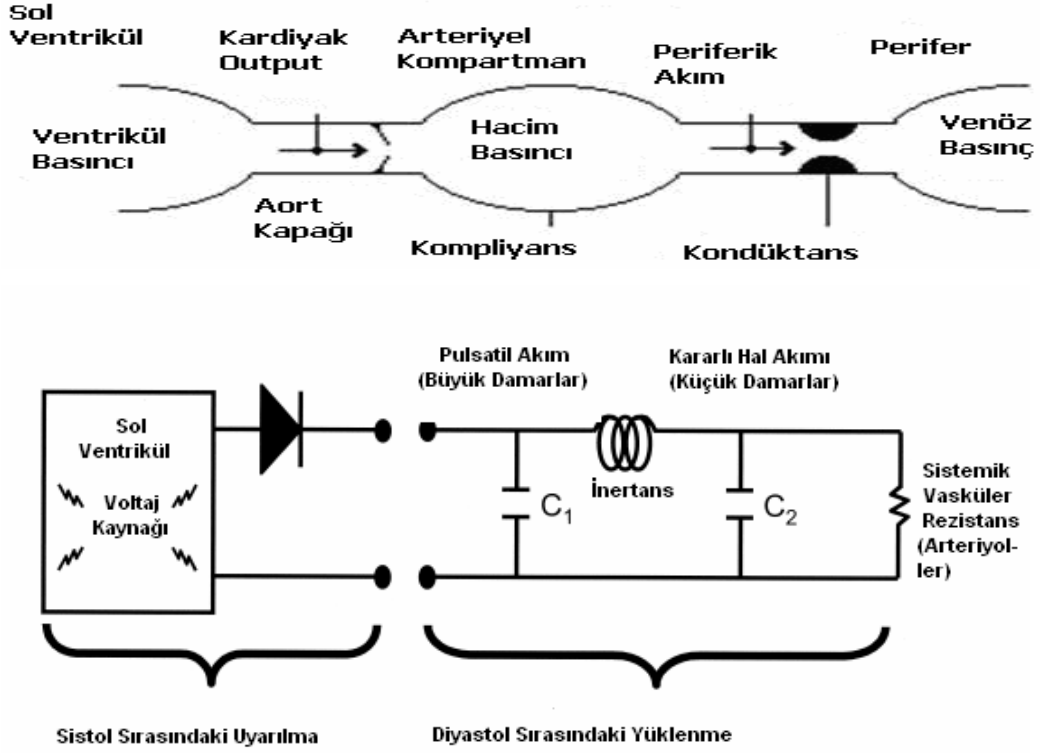 Sol
Ventrikül
Kardiyak
Output
Arteriyel
Kompartman
Periferik
Akım
Perifer
Ventrikül
Basıncı
Hacim
Basıncı
Venöz
Basınç
Aort
Kapağı
Kompliyans
Kondüktans
Pulsatil Akım
(Büyük Damarlar)
Kararlı Hal Akımı
(Küçük Damarlar)
Sol
Ventrikül
Voltaj
Kaynağı
C1
İnertans
C2
Sistemik
Vasküler
Rezistans
(Arteriyol-
ler)
Sistol Sırasındaki Uyarılma
Diyastol Sırasındaki Yüklenme